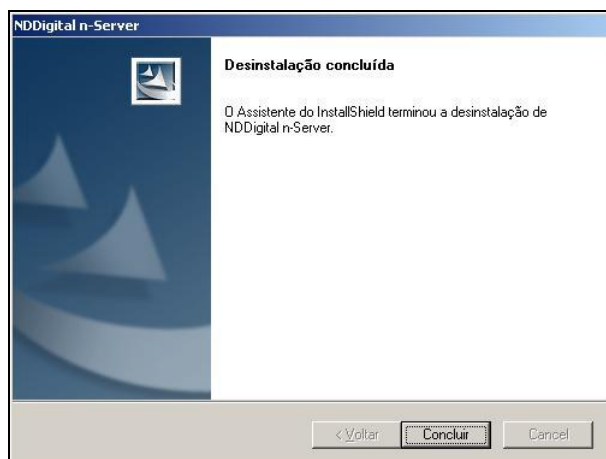 NDDigital n-Server
Desinstalação concluída
O Assistente do InstallShield terminou a desinstalação de
NDDigital n-Server.
< Voltar
Concluir
Cancel